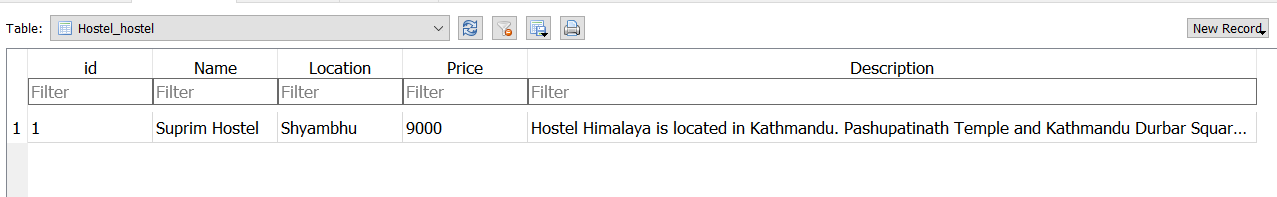 Table: Hostel_hostel New Record
id Name Location Price Description
Filter Filter Filter Filter Filter
1 1 Suprim Hostel Shyambhu 9000 Hostel Himalaya is located in Kathmandu. Pashupatinath Temple and Kathmandu Durbar Squar...